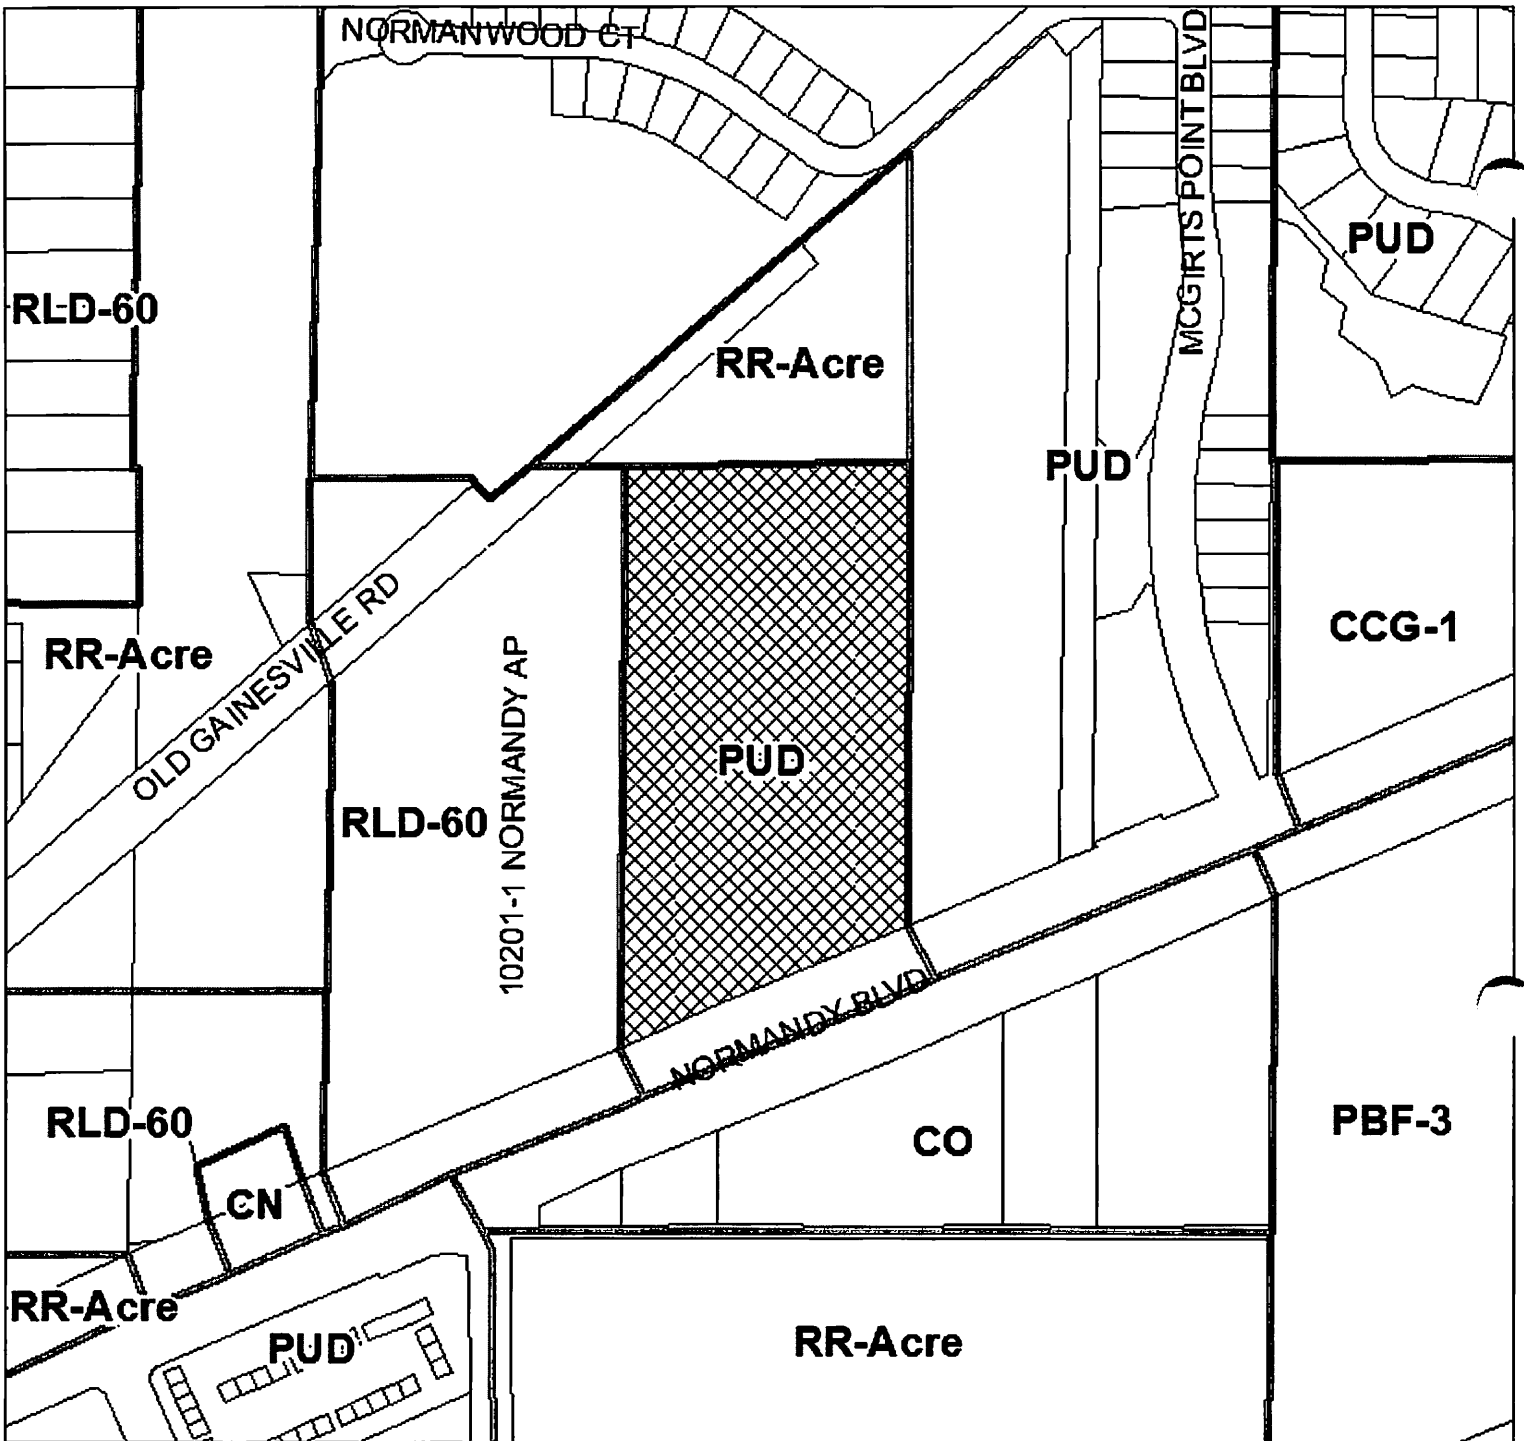 NORMANWOOD CT
MCGIRTS POINT BLVD
PUD
RLD-60
RR-Acre
PUD
CCG-1
RR-Acre
OLD GAINESVILLE RD
10201-1 NORMANDY AP
PUD
RLD-60
NORMANDY BLVD
RLD-60
CO
PBF-3
CN
RR-Acre
PUD
RR-Acre